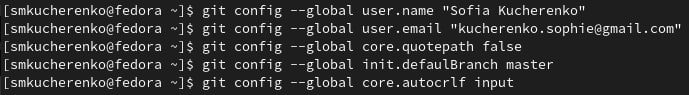 [smkucherenko@fedora ~]$ git config --global user.name "Sofia Kucherenko"
[smkucherenko@fedora ~]$ git config --global user.email "kucherenko.sophie@gmail.com"
[smkucherenko@fedora ~]$ git config --global core.quotepath false
[smkucherenko@fedora ~]$ git config --global init.defaulBranch master
[smkucherenko@fedora ~]$ git config --global core.autocrlf input